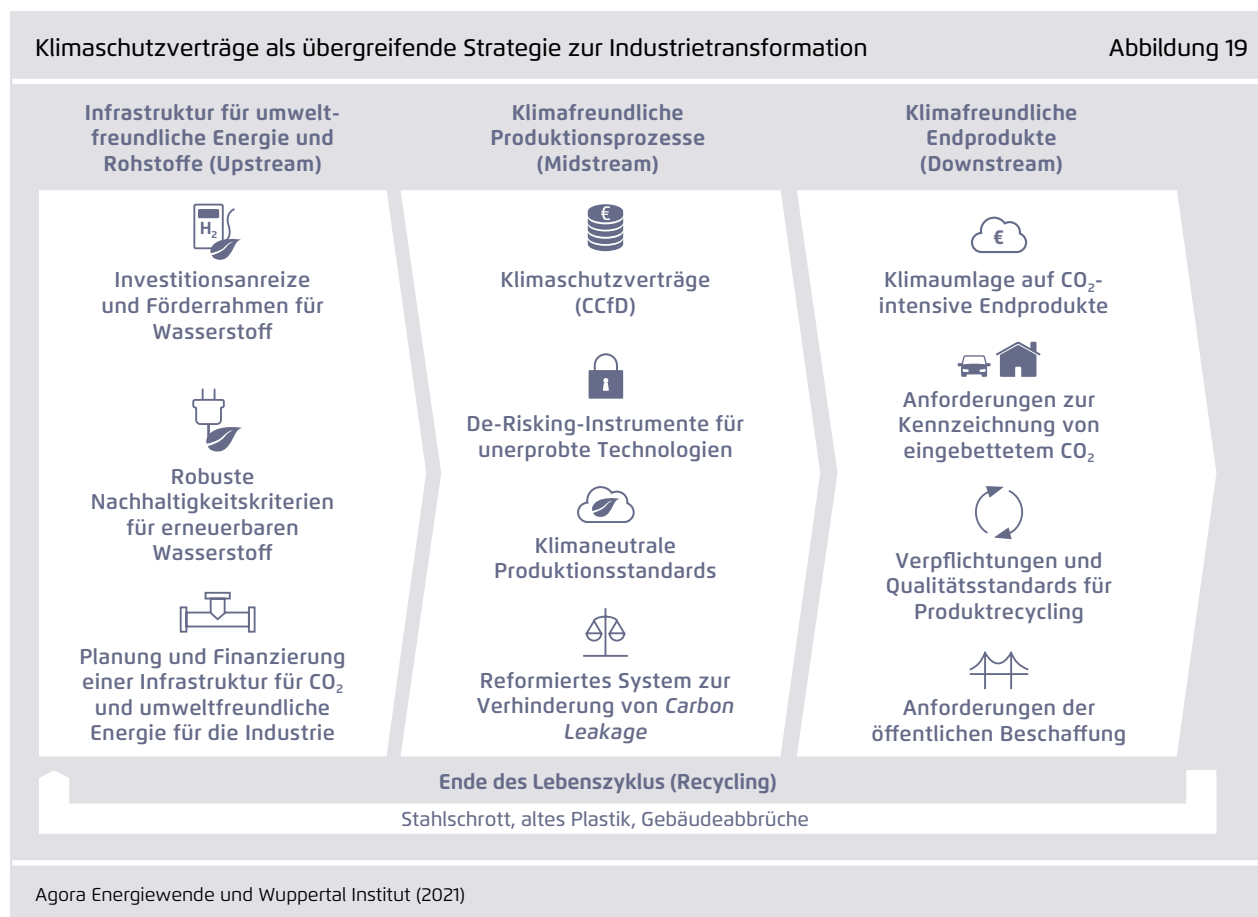 Klimaschutzverträge als übergreifende Strategie zur Industrietransformation
Abbildung 19
Infrastruktur für umwelt-
freundliche Energie und
Rohstoffe (Upstream)
H₂
Investitionsanreize
und Förderrahmen für
Wasserstoff
Robuste
Nachhaltigkeitskriterien
für erneuerbaren
Wasserstoff
Planung und Finanzierung
einer Infrastruktur für CO₂
und umweltfreundliche
Energie für die Industrie
Klimafreundliche
Produktionsprozesse
(Midstream)
€
Klimaschutzverträge
(CCfD)
De-Risking-Instrumente für
unerprobte Technologien
Klimaneutrale
Produktionsstandards
Reformiertes System zur
Verhinderung von Carbon
Leakage
Klimafreundliche
Endprodukte
(Downstream)
€
Klimaumlage auf CO₂-
intensive Endprodukte
Anforderungen zur
Kennzeichnung von
eingebettetem CO₂
Verpflichtungen und
Qualitätsstandards für
Produktrecycling
Anforderungen der
öffentlichen Beschaffung
Ende des Lebenszyklus (Recycling)
Stahlschrott, altes Plastik, Gebäudeabbrüche
Agora Energiewende und Wuppertal Institut (2021)